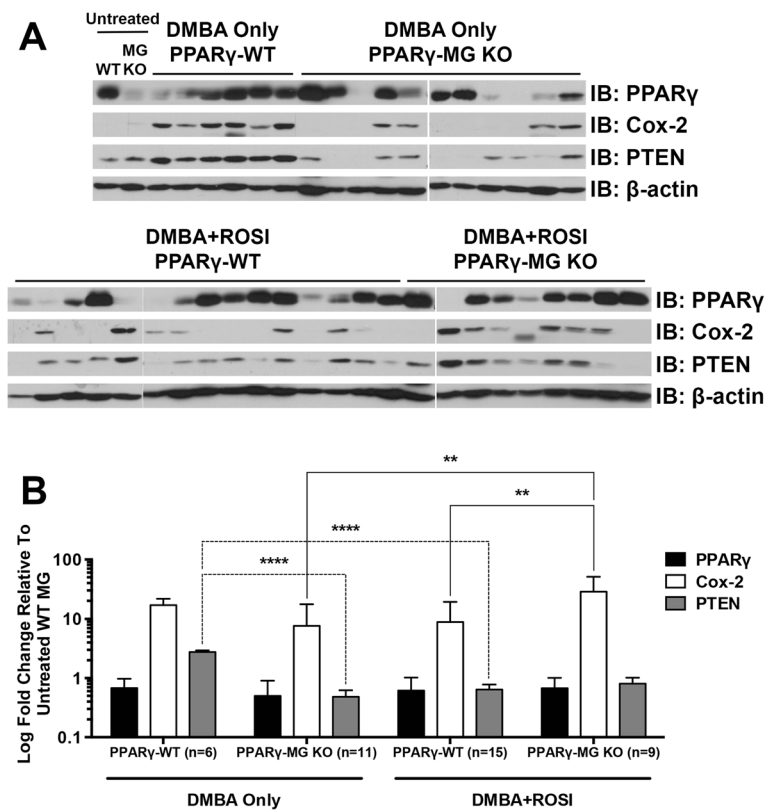 A
Untreated
WT
MG
KO
DMBA Only
PPARγ-WT
DMBA Only
PPARγ-MG KO
IB: PPARγ
IB: Cox-2
IB: PTEN
IB: β-actin
DMBA+ROSI
PPARγ-WT
DMBA+ROSI
PPARγ-MG KO
IB: PPARγ
IB: Cox-2
IB: PTEN
IB: β-actin
B
**
**
****
****
Log Fold Change Relative To
Untreated WT MG
100
10
1
0.1
PPARγ
Cox-2
PTEN
PPARγ-WT (n=6)
PPARγ-MG KO (n=11)
PPARγ-WT (n=15)
PPARγ-MG KO (n=9)
DMBA Only
DMBA+ROSI